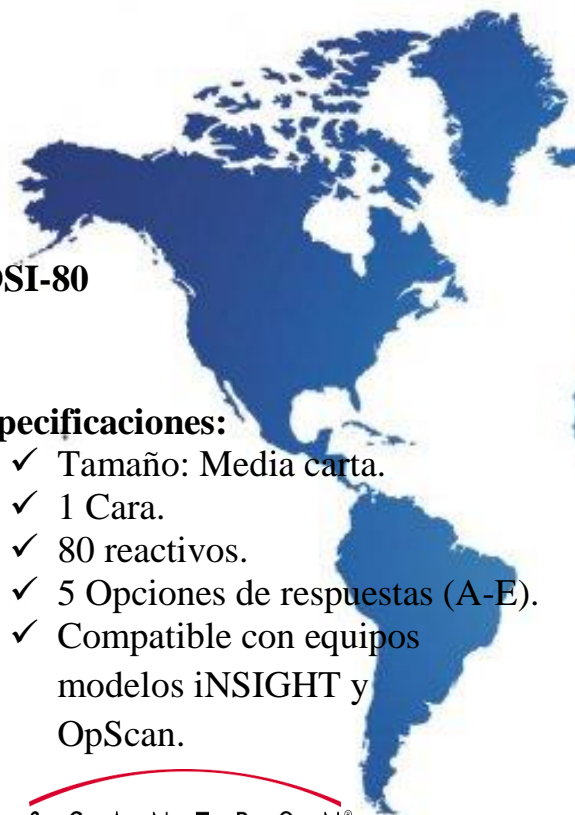 OSI-80
pecificaciones:
✓ Tamaño: Media carta.
✓ 1 Cara.
✓ 80 reactivos.
✓ 5 Opciones de respuestas (A-E).
✓ Compatible con equipos
modelos iNSIGHT y
OpScan.
S C A N T R O N®